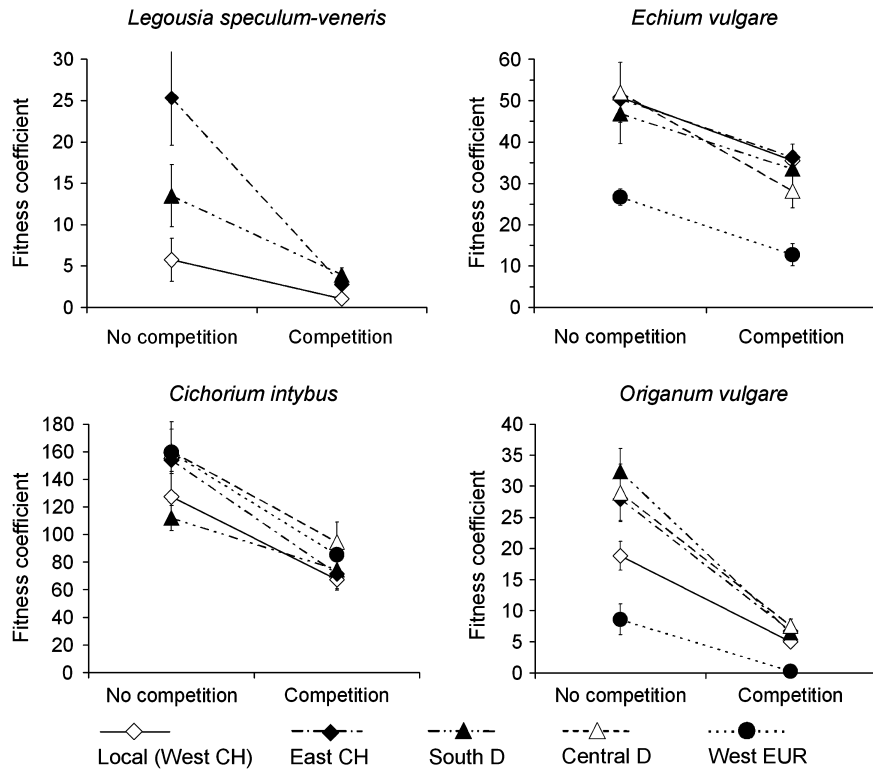 Legousia speculum-veneris
Fitness coefficient
30
25
20
15
10
5
0
No competition Competition
Echium vulgare
Fitness coefficient
60
50
40
30
20
10
0
No competition Competition
Cichorium intybus
Fitness coefficient
180
160
140
120
100
80
60
40
20
0
No competition Competition
Origanum vulgare
Fitness coefficient
40
35
30
25
20
15
10
5
0
No competition Competition
Local (West CH) East CH South D Central D West EUR